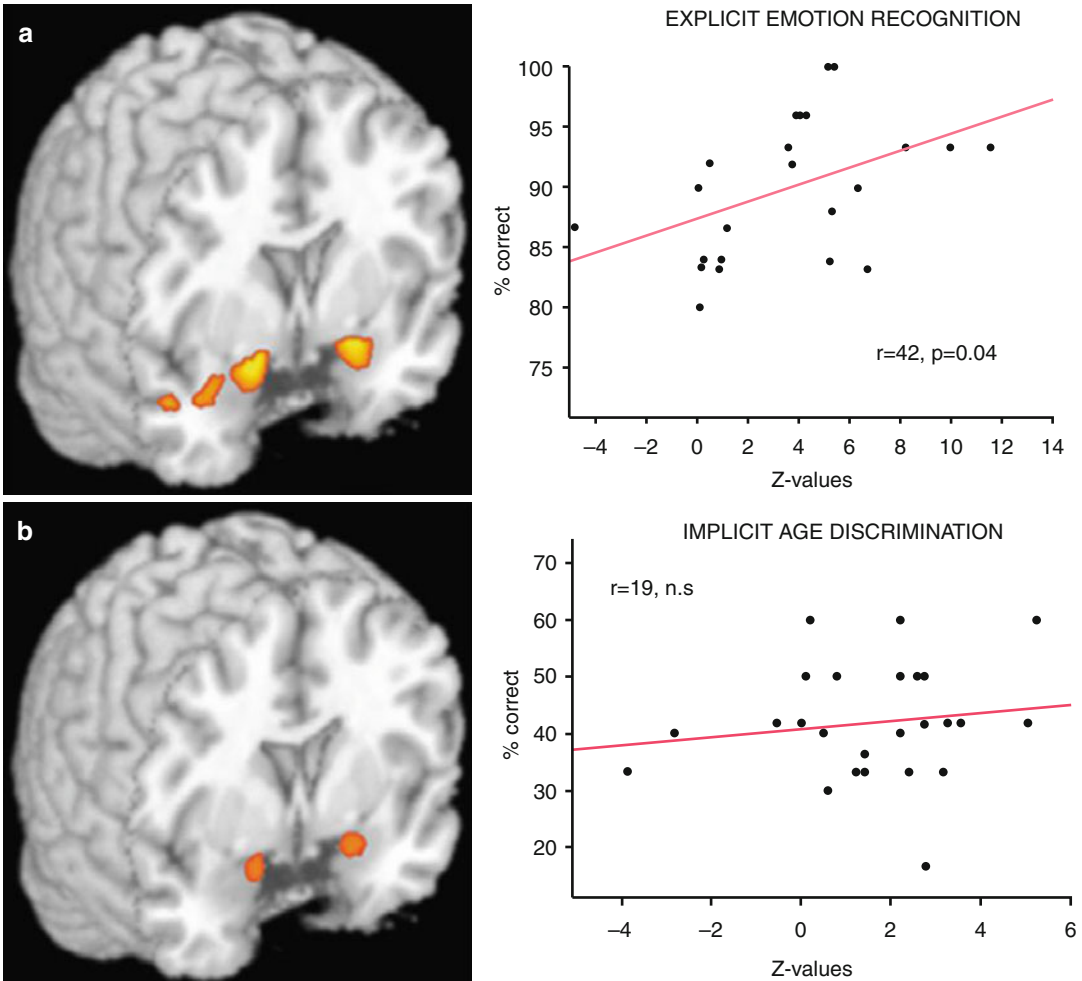 a
EXPLICIT EMOTION RECOGNITION
100
95
90
85
80
75
% correct
r=42, p=0.04
–4 –2 0 2 4 6 8 10 12 14
Z-values
b
IMPLICIT AGE DISCRIMINATION
70
60
50
40
30
20
% correct
r=19, n.s
–4 –2 0 2 4 6
Z-values